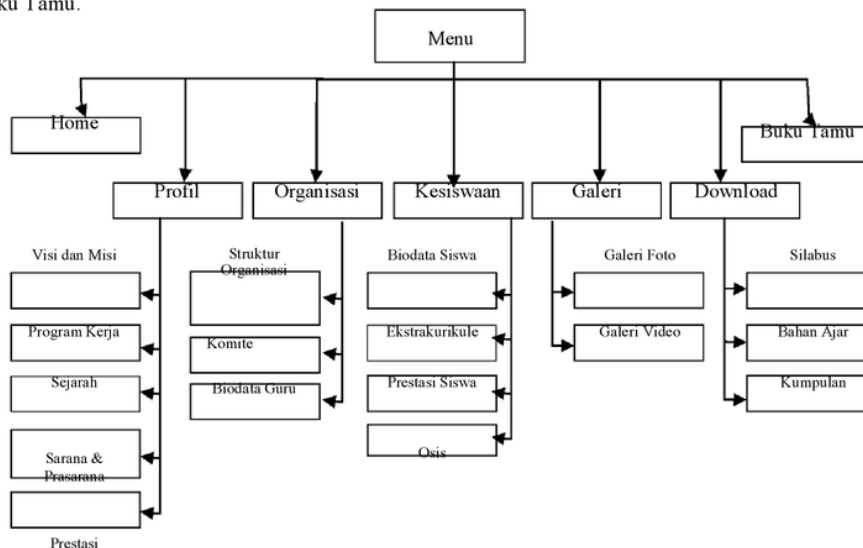 ku Tamu.
Menu
Home
Buku Tamu
Profil
Organisasi
Kesiswaan
Galeri
Download
Visi dan Misi
Program Kerja
Sejarah
Sarana &
Prasarana
Prestasi
Struktur
Organisasi
Komite
Biodata Guru
Biodata Siswa
Ekstrakurikule
Prestasi Siswa
Osis
Galeri Foto
Galeri Video
Silabus
Bahan Ajar
Kumpulan